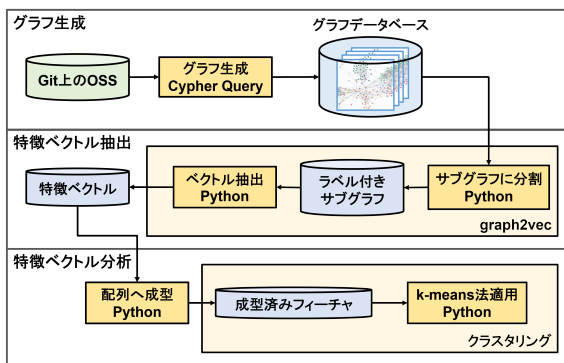 グラフ生成
グラフデータベース
Git上のOSS
グラフ生成
Cypher Query
特徴ベクトル抽出
特徴ベクトル
ベクトル抽出
Python
ラベル付き
サブグラフ
サブグラフに分割
Python
graph2vec
特徴ベクトル分析
配列へ成型
Python
成型済みフィーチャ
k-means法適用
Python
クラスタリング